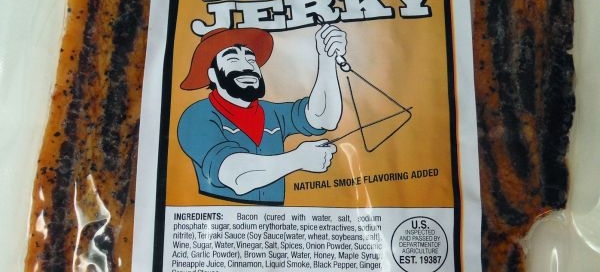 JERKY
NATURAL SMOKE FLAVORING ADDED
INGREDIENTS: Bacon (cured with water, salt, sodium
phosphate, sugar, sodium erythorbate, spice extractives, sodium
nitrite), Teriyaki Sauce (Soy Sauce[water, wheat, soybeans, salt],
Wine, Sugar, Water, Vinegar, Salt, Spices, Onion Powder, Succinic
Acid, Garlic Powder), Brown Sugar, Water, Honey, Maple Syrup,
Pineapple Juice, Cinnamon, Liquid Smoke, Black Pepper, Ginger,
U.S.
INSPECTED
AND PASSED BY
DEPARTMENT OF
AGRICULTURE
EST. 19387